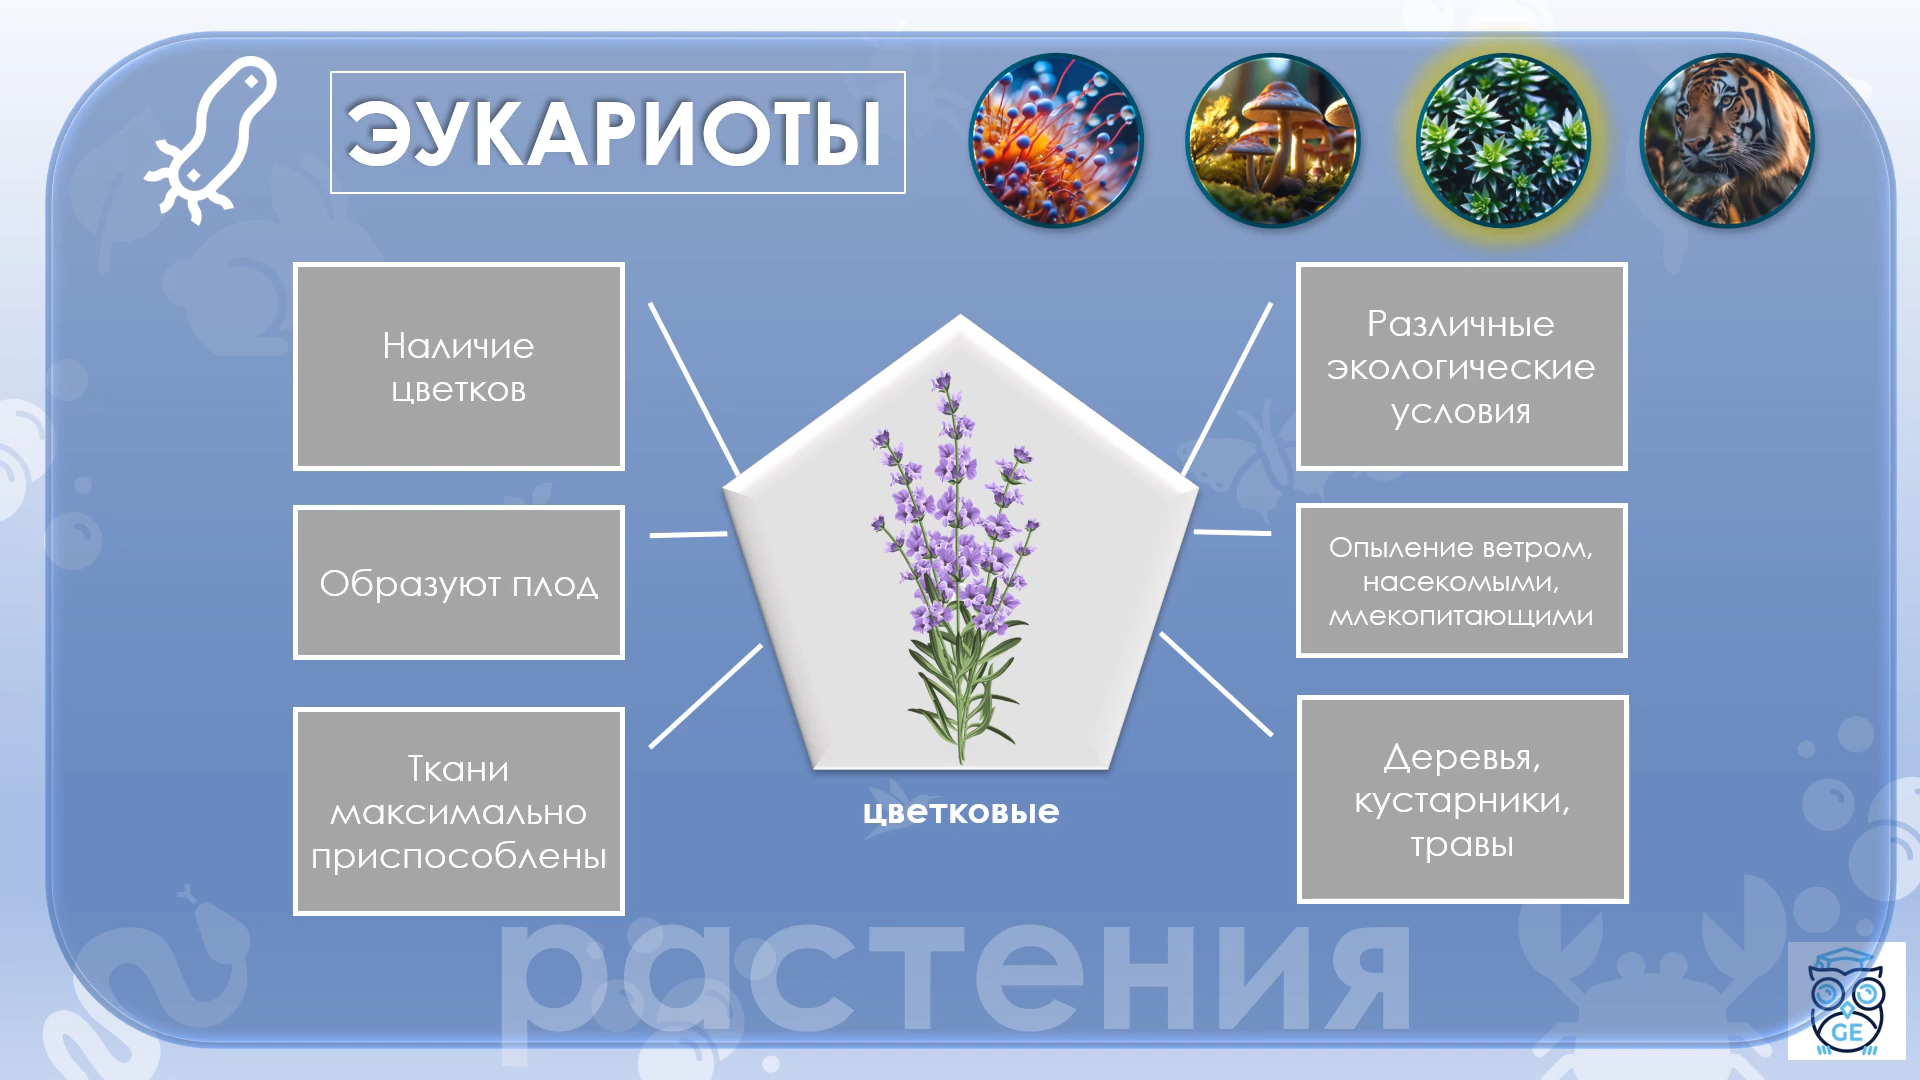 ЭУКАРИОТЫ
Наличие
цветков
Образуют плод
Ткани
максимально
приспособлены
цветковые
Различные
экологические
условия
Опыление ветром,
насекомыми,
млекопитающими
Деревья,
кустарники,
травы
растения
GE